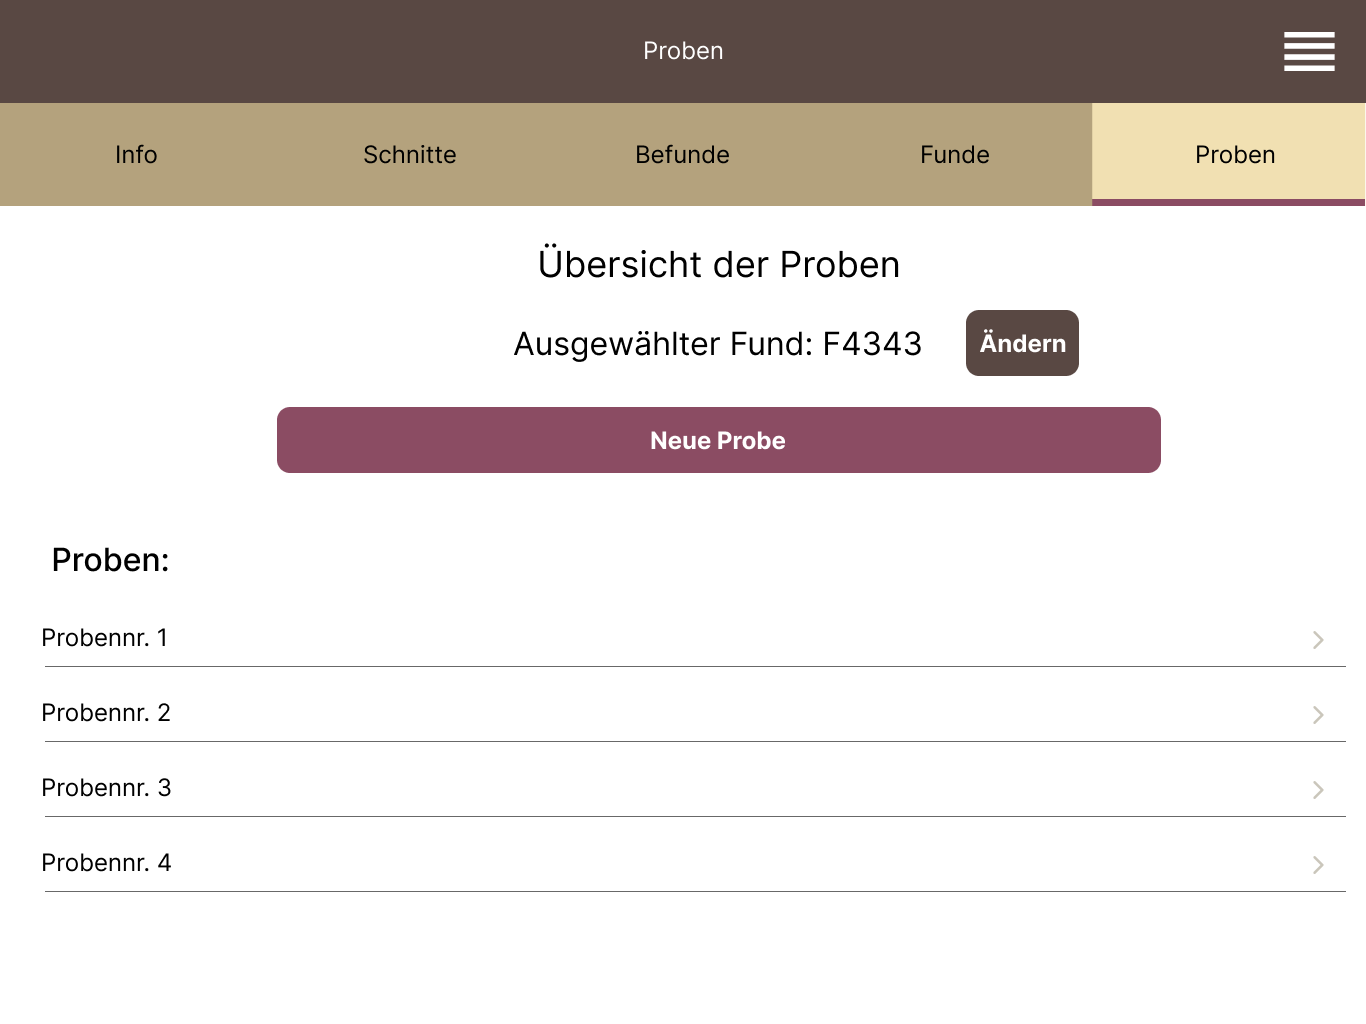 Proben
Info
Schnitte
Befunde
Funde
Proben
Übersicht der Proben
Ausgewählter Fund: F4343
Ändern
Neue Probe
Proben:
Probennr. 1
Probennr. 2
Probennr. 3
Probennr. 4